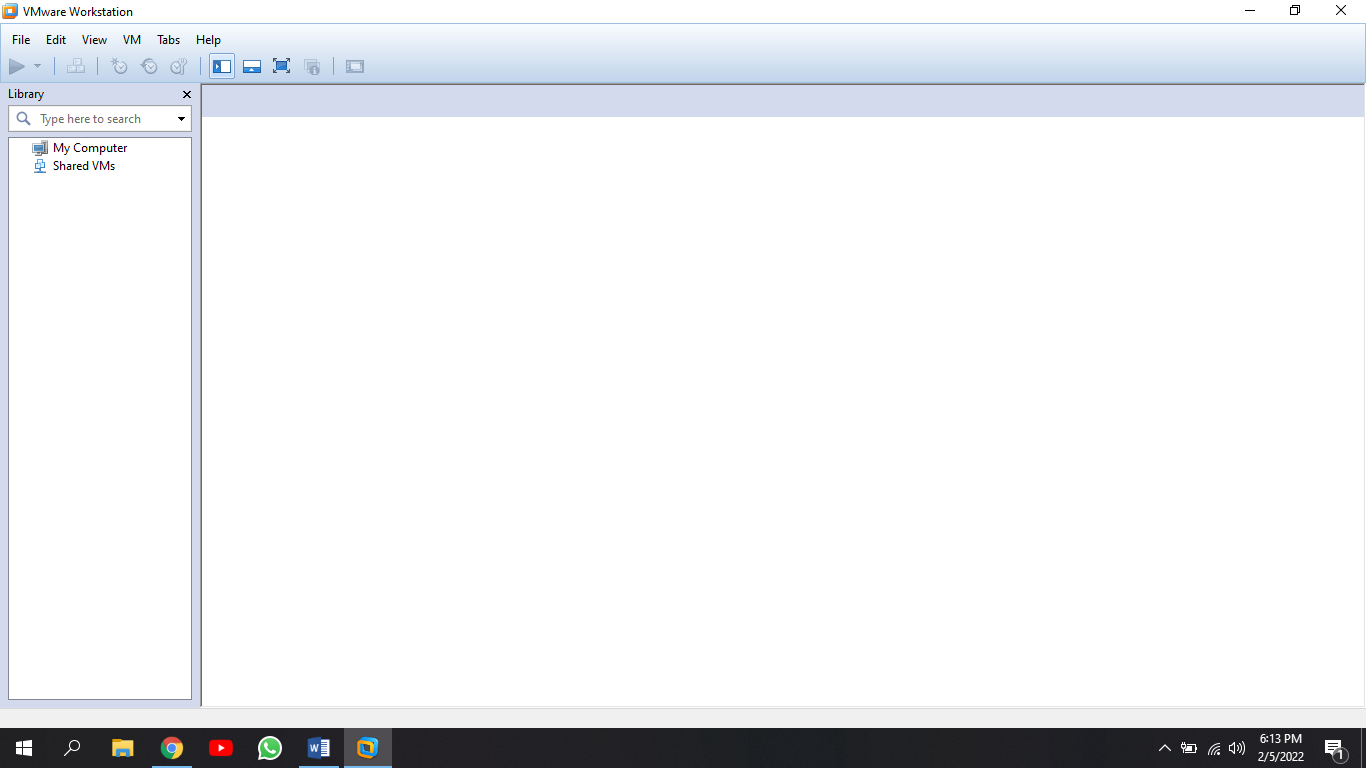 VMware Workstation
File Edit View VM Tabs Help
Library
Type here to search
My Computer
Shared VMs
W
6:13 PM
2/5/2022
1